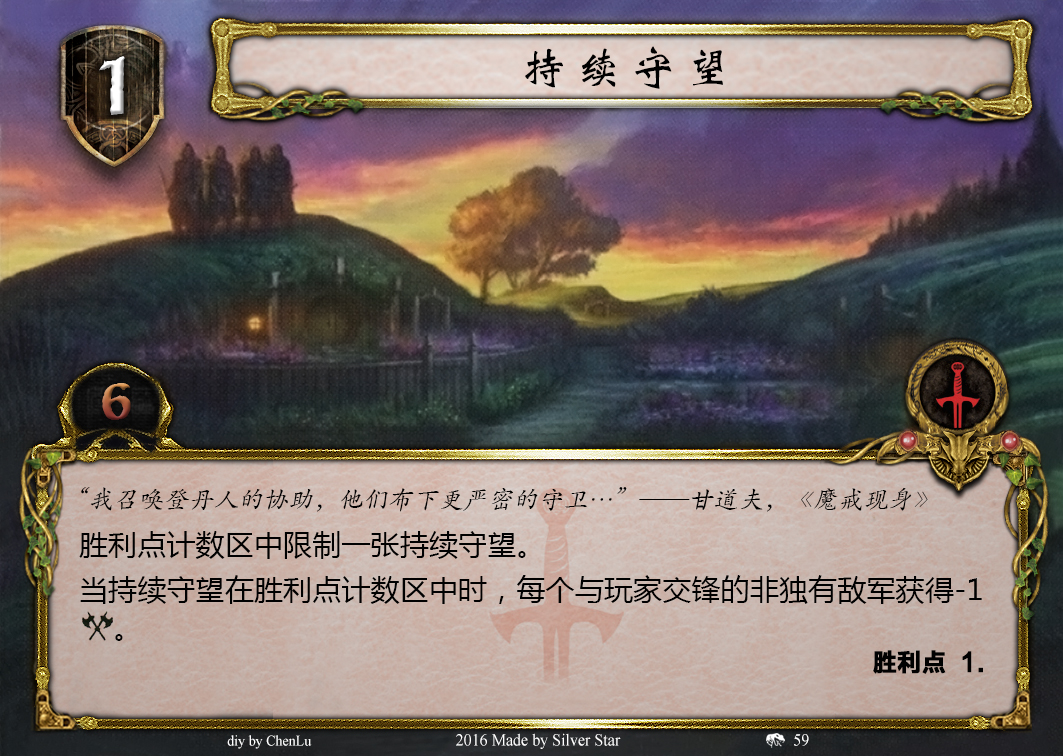 1
持续守望
6
“我召唤登丹人的协助，他们布下更严密的守卫…”——甘道夫，《魔戒现身》
胜利点计数区中限制一张持续守望。
当持续守望在胜利点计数区中时，每个与玩家交锋的非独有敌军获得-1
。
胜利点 1.
diy by ChenLu
2016 Made by Silver Star
59